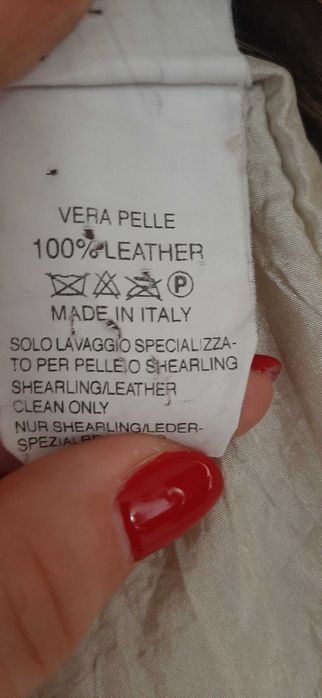 VERA PELLE
100% LEATHER
P
MADE IN ITALY
SOLO LAVAGGIO SPECIALIZZA-
TO PER PELLE O SHEARLING
SHEARLING/LEATHER
CLEAN ONLY
NUR SHEARLING/LEDER-